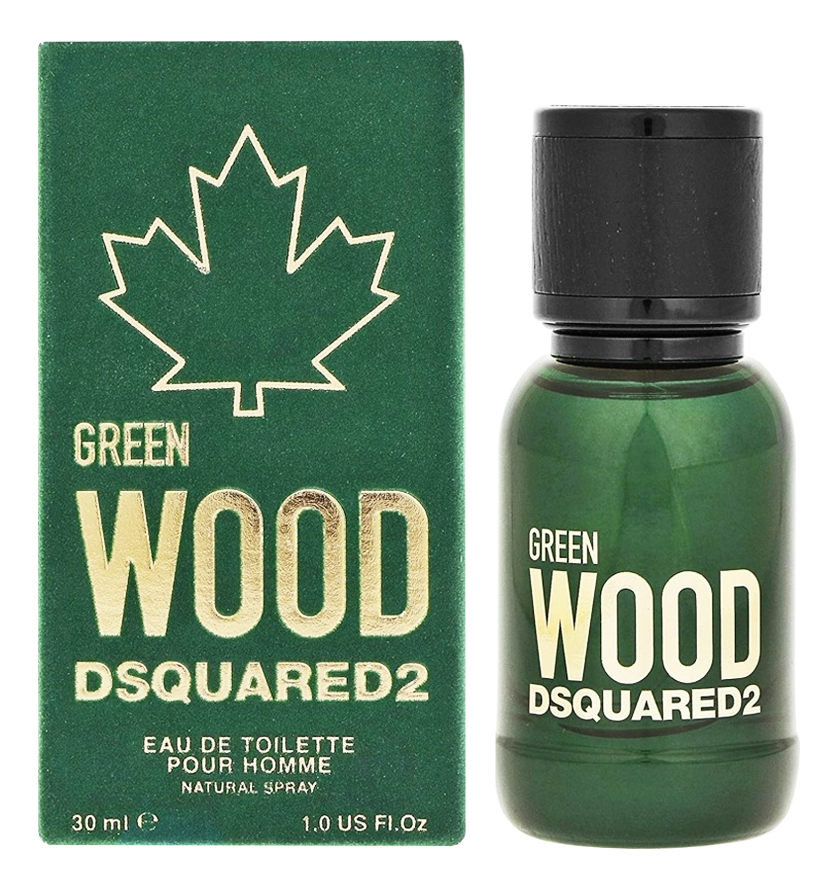 GREEN
WOOD
DSQUARED2
EAU DE TOILETTE
POUR HOMME
NATURAL SPRAY
30 ml ℮ 1.0 US Fl.Oz
GREEN
WOOD
DSQUARED2